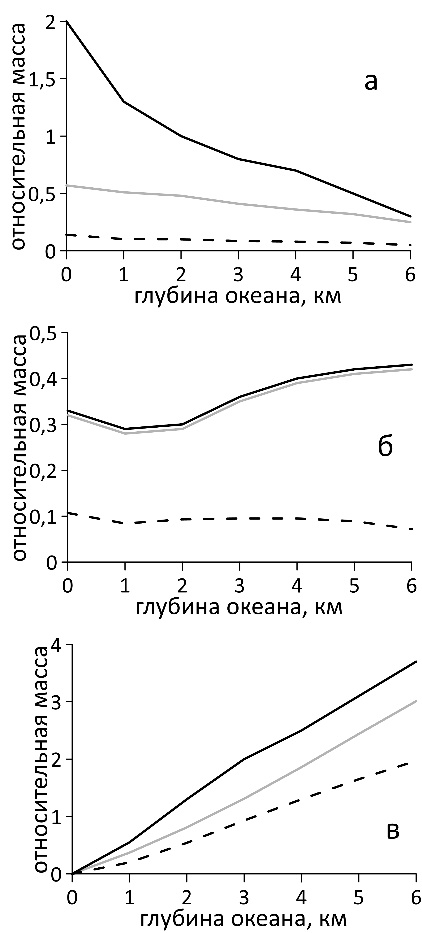 относительная масса
2
1,5
1
0,5
0
а
0 1 2 3 4 5 6
глубина океана, км
относительная масса
0,5
0,4
0,3
0,2
0,1
0
б
0 1 2 3 4 5 6
глубина океана, км
относительная масса
4
3
2
1
0
в
0 1 2 3 4 5 6
глубина океана, км